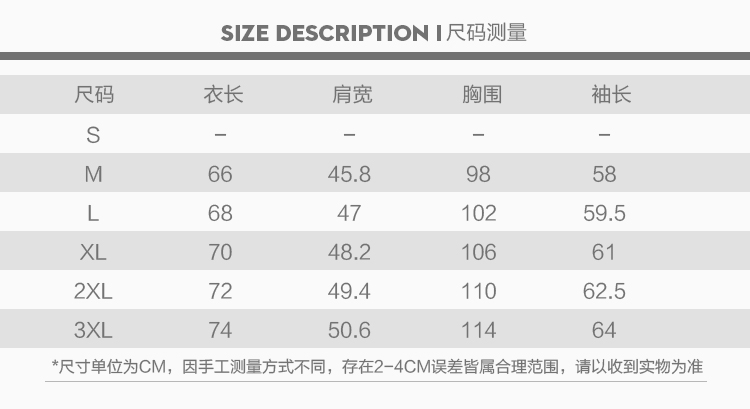 SIZE DESCRIPTION I 尺码测量
尺码 衣长 肩宽 胸围 袖长
S – – – –
M 66 45.8 98 58
L 68 47 102 59.5
XL 70 48.2 106 61
2XL 72 49.4 110 62.5
3XL 74 50.6 114 64
*尺寸单位为CM，因手工测量方式不同，存在2-4CM误差皆属合理范围，请以收到实物为准